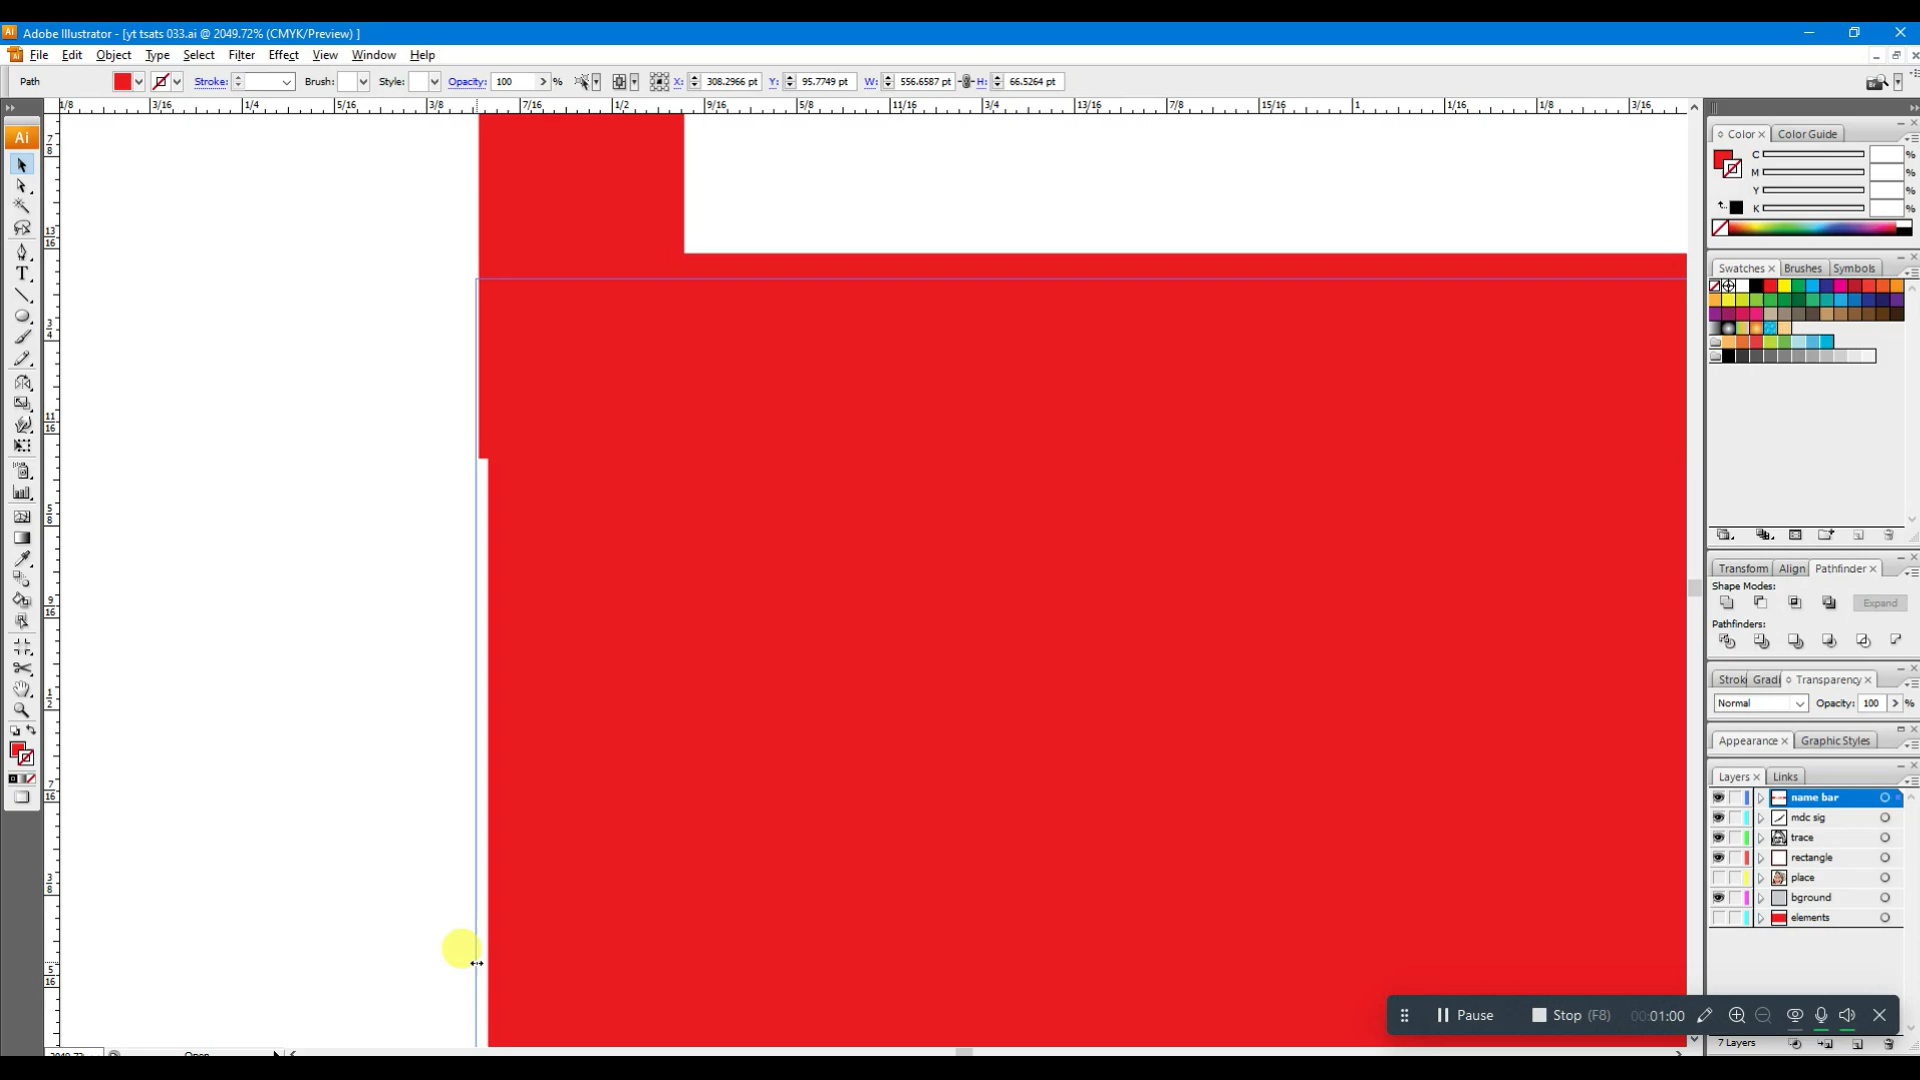 Adobe Illustrator - [yt tsats 033.ai @ 2049.72% (CMYK/Preview) ]
File Edit Object Type Select Filter Effect View Window Help
Path Stroke: Brush: Style: Opacity: 100 % X: 308.2966 pt Y: 95.7749 pt W: 556.6587 pt H: 66.5264 pt
1/8 3/16 1/4 5/16 3/8 7/16 1/2 9/16 5/8 11/16 3/4 13/16 7/8 15/16 1 1/16 1/8 3/16
Ai
Color Color Guide
C %
M %
Y %
K %
Swatches Brushes Symbols
Transform Align Pathfinder
Shape Modes:
Expand
Pathfinders:
Strok Gradi Transparency
Normal Opacity: 100 %
Appearance Graphic Styles
Layers Links
name bar
mdc sig
trace
rectangle
place
bground
elements
7 Layers
7/8
13/16
3/4
11/16
5/8
9/16
1/2
7/16
3/8
5/16
Pause Stop (F8) 00:01:00